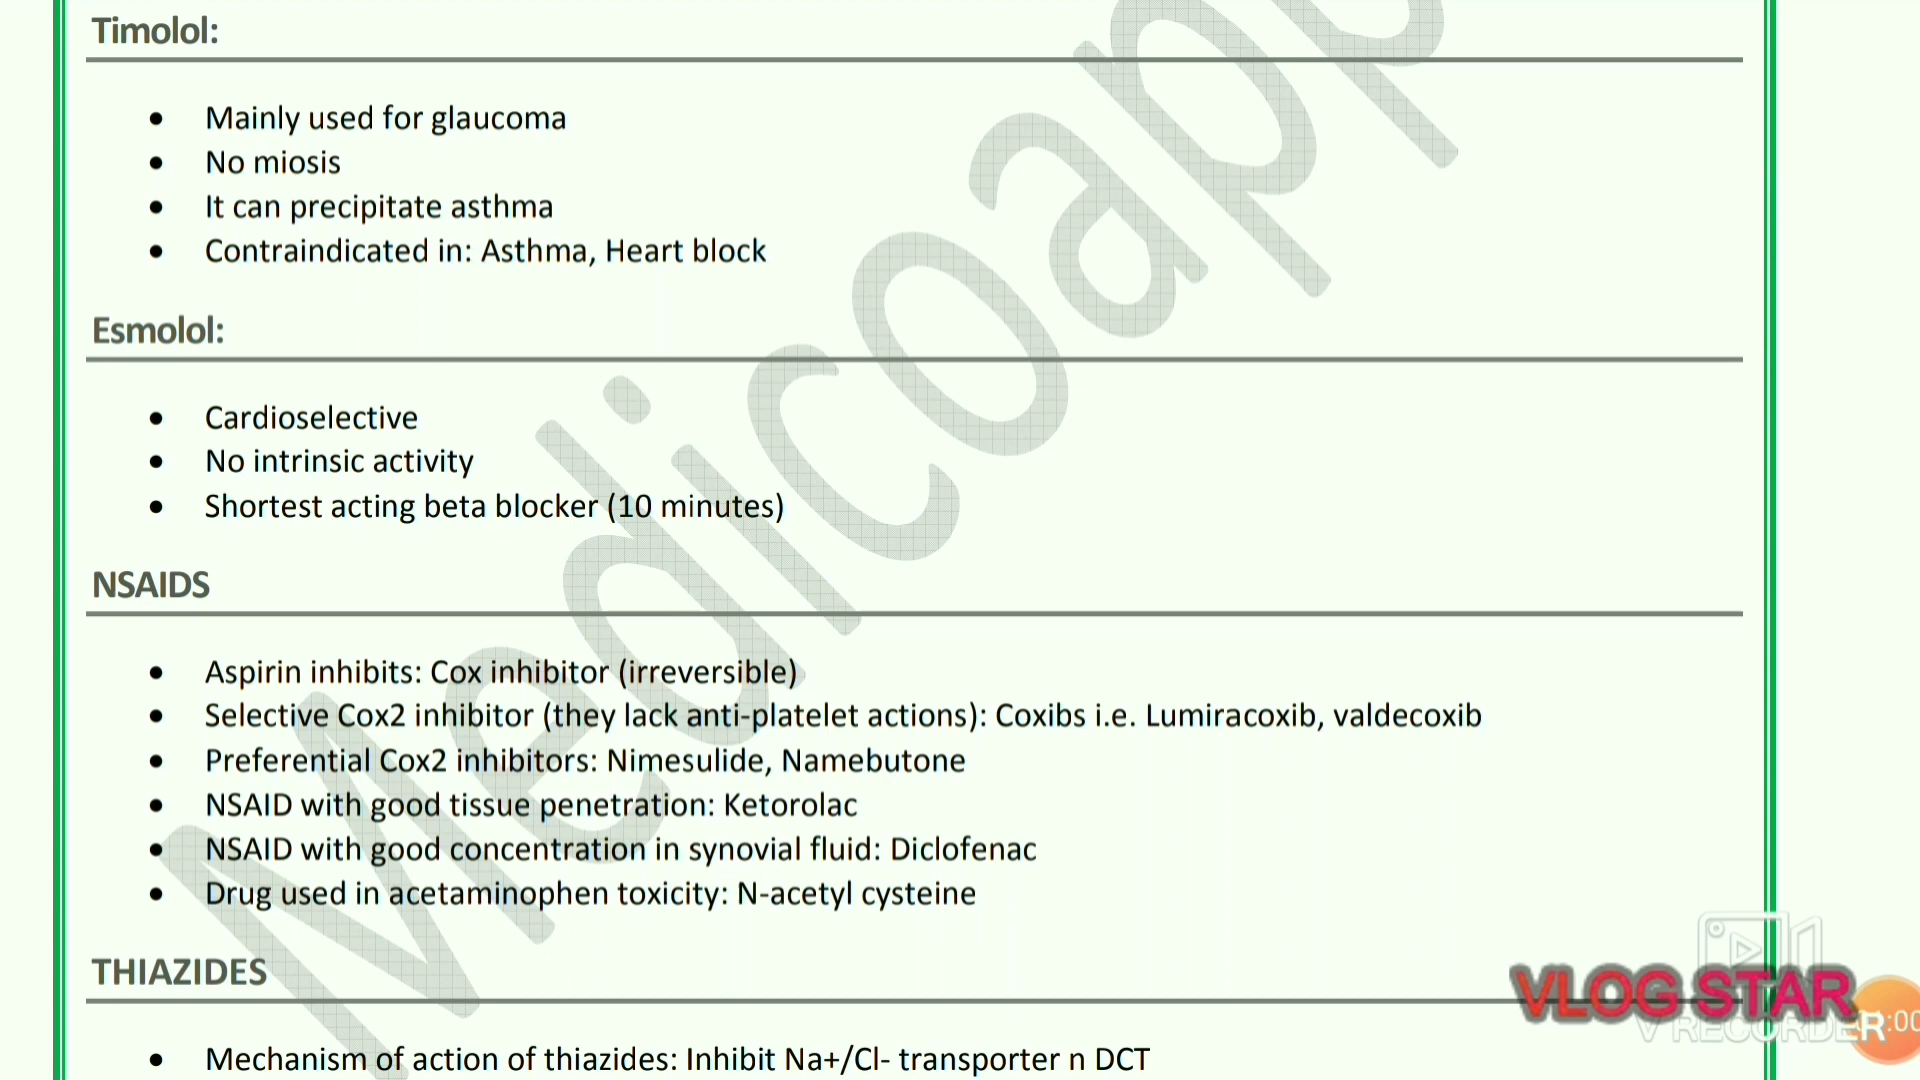 Timolol:
• Mainly used for glaucoma
• No miosis
• It can precipitate asthma
• Contraindicated in: Asthma, Heart block
Esmolol:
• Cardioselective
• No intrinsic activity
• Shortest acting beta blocker (10 minutes)
NSAIDS
• Aspirin inhibits: Cox inhibitor (irreversible)
• Selective Cox2 inhibitor (they lack anti-platelet actions): Coxibs i.e. Lumiracoxib, valdecoxib
• Preferential Cox2 inhibitors: Nimesulide, Namebutone
• NSAID with good tissue penetration: Ketorolac
• NSAID with good concentration in synovial fluid: Diclofenac
• Drug used in acetaminophen toxicity: N-acetyl cysteine
THIAZIDES
• Mechanism of action of thiazides: Inhibit Na+/Cl- transporter n DCT
Medicoapp
VLOG STAR
V RECORDER
:00